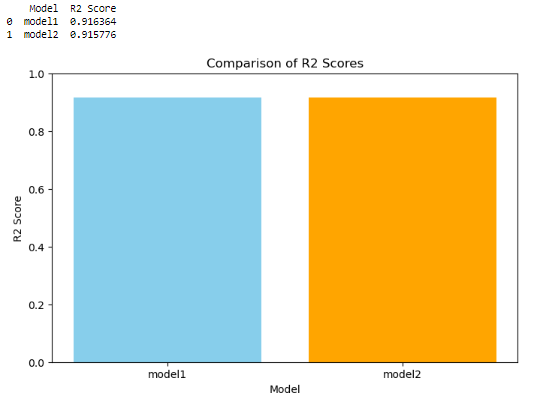 Model R2 Score
0 model1 0.916364
1 model2 0.915776
Comparison of R2 Scores
1.0
0.8
0.6
0.4
0.2
0.0
R2 Score
model1 model2
Model